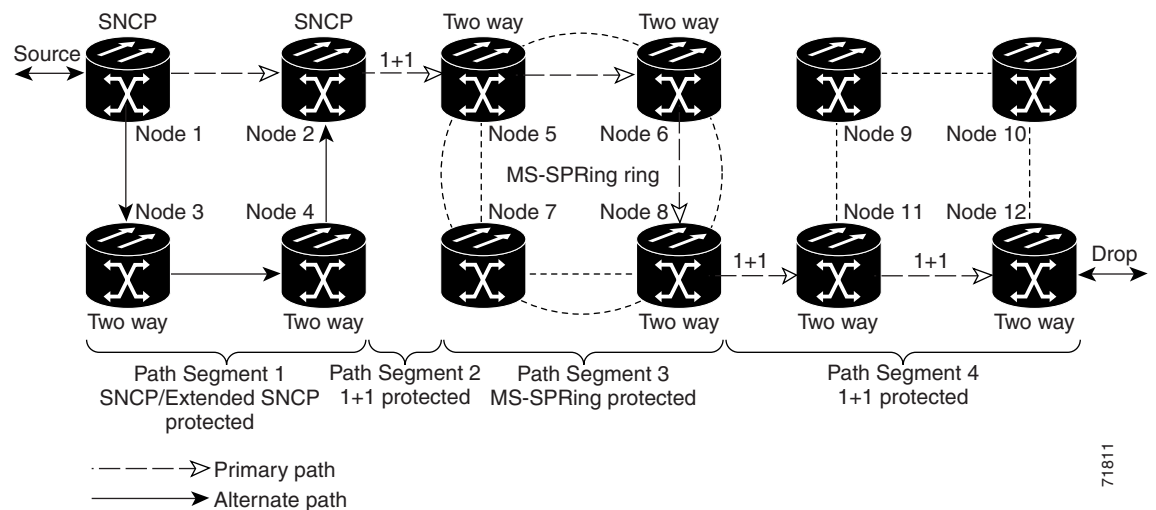 SNCP
SNCP
Two way
Two way
Source
1+1
Node 1
Node 2
Node 5
Node 6
Node 9
Node 10
MS-SPRing ring
Node 3
Node 4
Node 7
Node 8
Node 11
Node 12
1+1
1+1
Drop
Two way
Two way
Two way
Two way
Two way
Path Segment 1
SNCP/Extended SNCP
protected
Path Segment 2
1+1 protected
Path Segment 3
MS-SPRing protected
Path Segment 4
1+1 protected
Primary path
Alternate path
71811